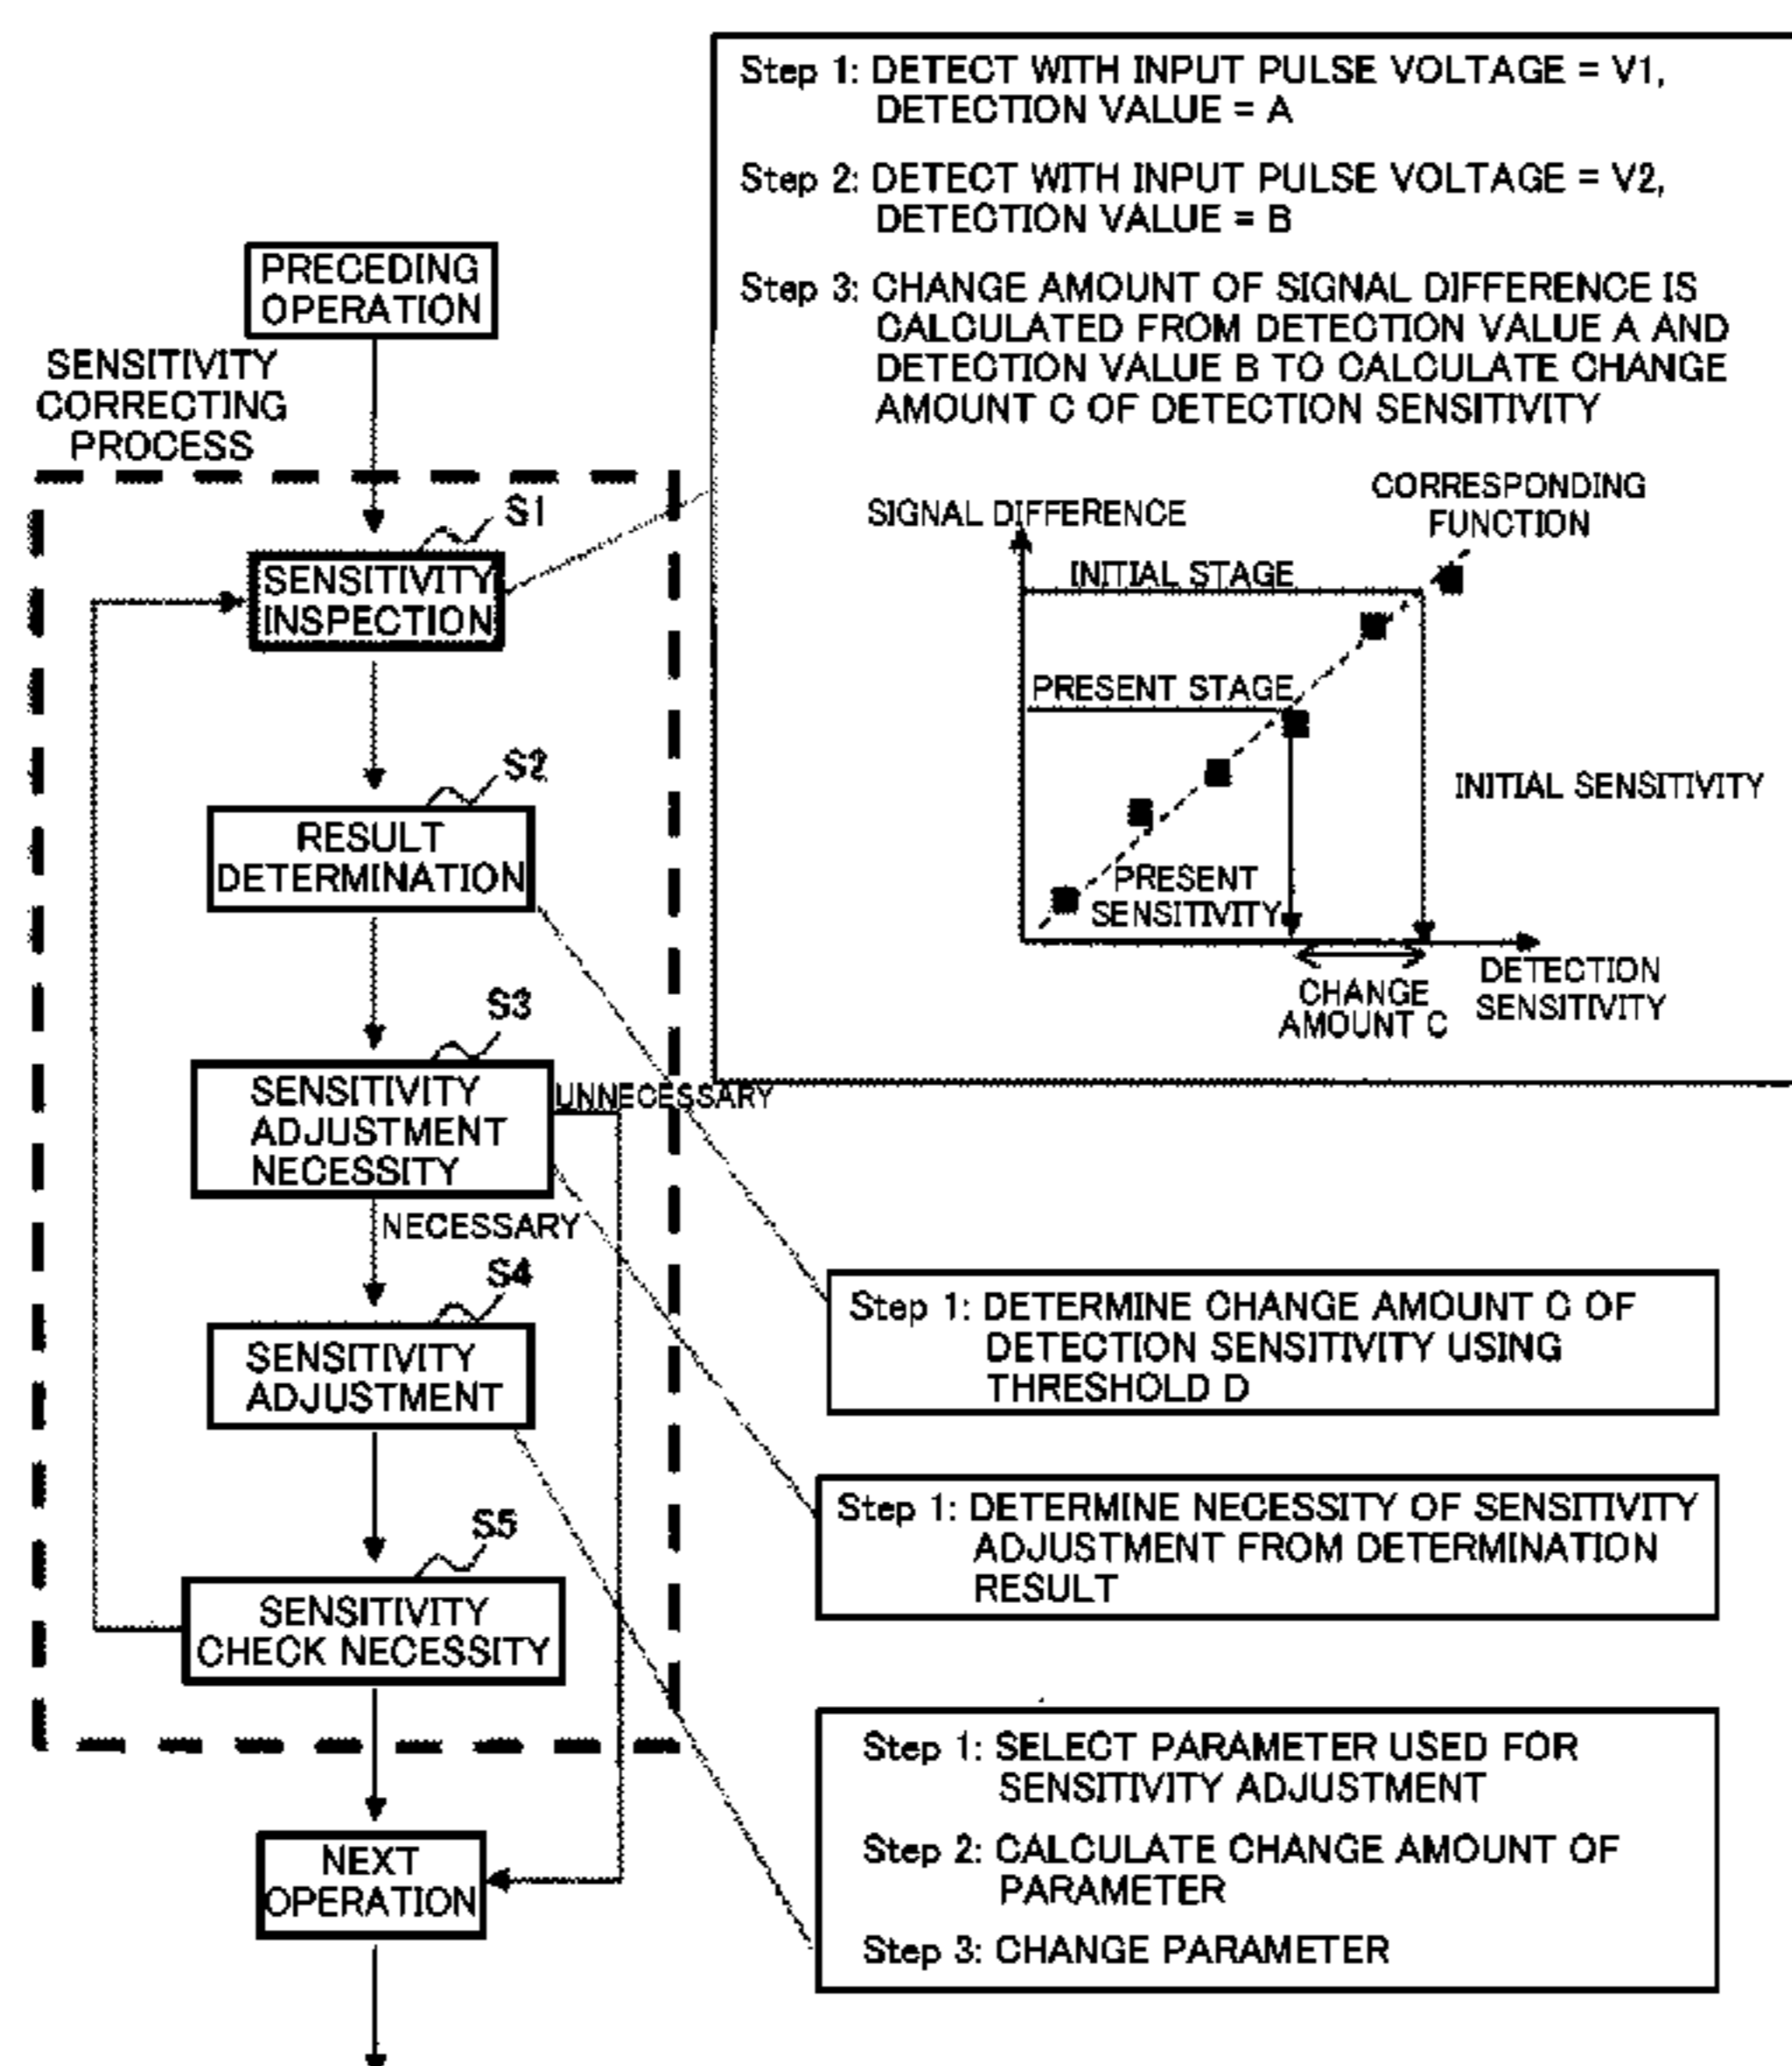 Step 1: DETECT WITH INPUT PULSE VOLTAGE = V1,
DETECTION VALUE = A
Step 2: DETECT WITH INPUT PULSE VOLTAGE = V2,
DETECTION VALUE = B
Step 3: CHANGE AMOUNT OF SIGNAL DIFFERENCE IS
CALCULATED FROM DETECTION VALUE A AND
DETECTION VALUE B TO CALCULATE CHANGE
AMOUNT C OF DETECTION SENSITIVITY
SIGNAL DIFFERENCE
CORRESPONDING
FUNCTION
INITIAL STAGE
PRESENT STAGE
INITIAL SENSITIVITY
PRESENT
SENSITIVITY
DETECTION
SENSITIVITY
CHANGE
AMOUNT C
PRECEDING
OPERATION
SENSITIVITY
CORRECTING
PROCESS
S1
SENSITIVITY
INSPECTION
S2
RESULT
DETERMINATION
S3
SENSITIVITY
ADJUSTMENT
NECESSITY
UNNECESSARY
NECESSARY
S4
SENSITIVITY
ADJUSTMENT
S5
SENSITIVITY
CHECK NECESSITY
NEXT
OPERATION
Step 1: DETERMINE CHANGE AMOUNT C OF
DETECTION SENSITIVITY USING
THRESHOLD D
Step 1: DETERMINE NECESSITY OF SENSITIVITY
ADJUSTMENT FROM DETERMINATION
RESULT
Step 1: SELECT PARAMETER USED FOR
SENSITIVITY ADJUSTMENT
Step 2: CALCULATE CHANGE AMOUNT OF
PARAMETER
Step 3: CHANGE PARAMETER